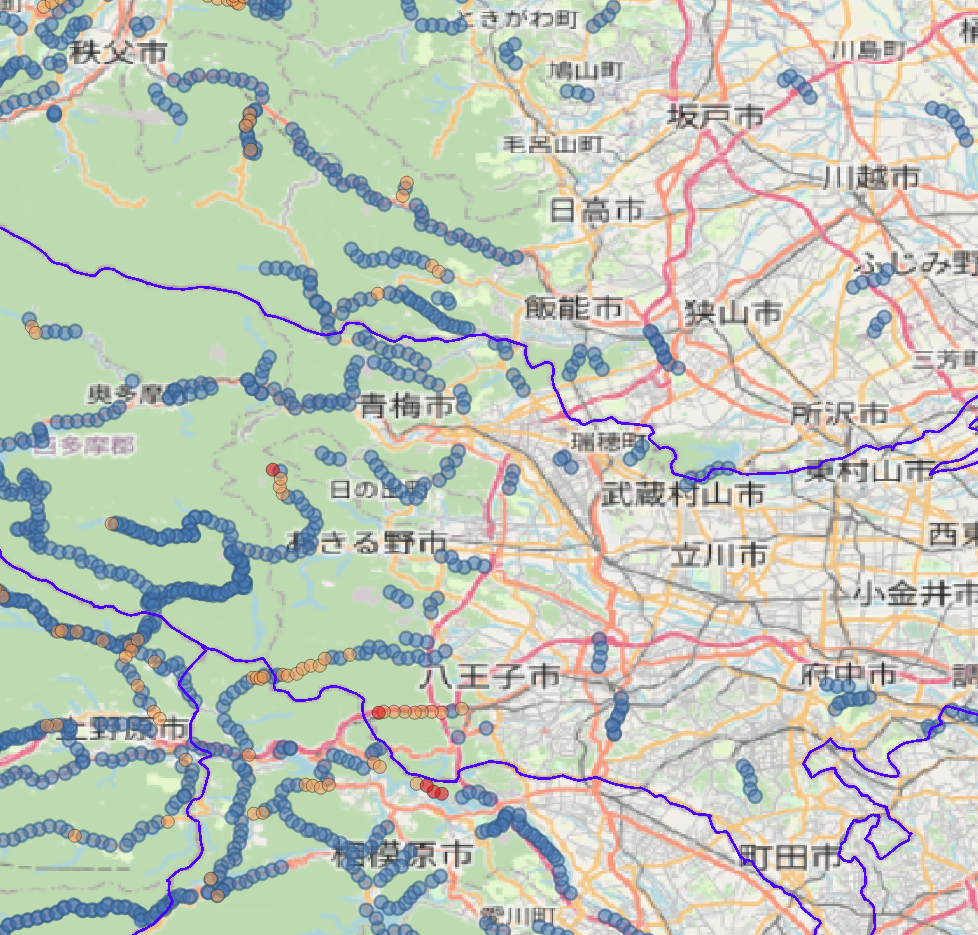 ときがわ町
秩父市
川島町
鳩山町
坂戸市
毛呂山町
川越市
日高市
ふじみ野
飯能市
狭山市
三芳町
奥多摩
青梅市
所沢市
西多摩郡
瑞穂町
東村山市
日の出町
武蔵村山市
あきる野市
立川市
西東
小金井市
八王子市
府中市
調
上野原市
相模原市
町田市
愛川町